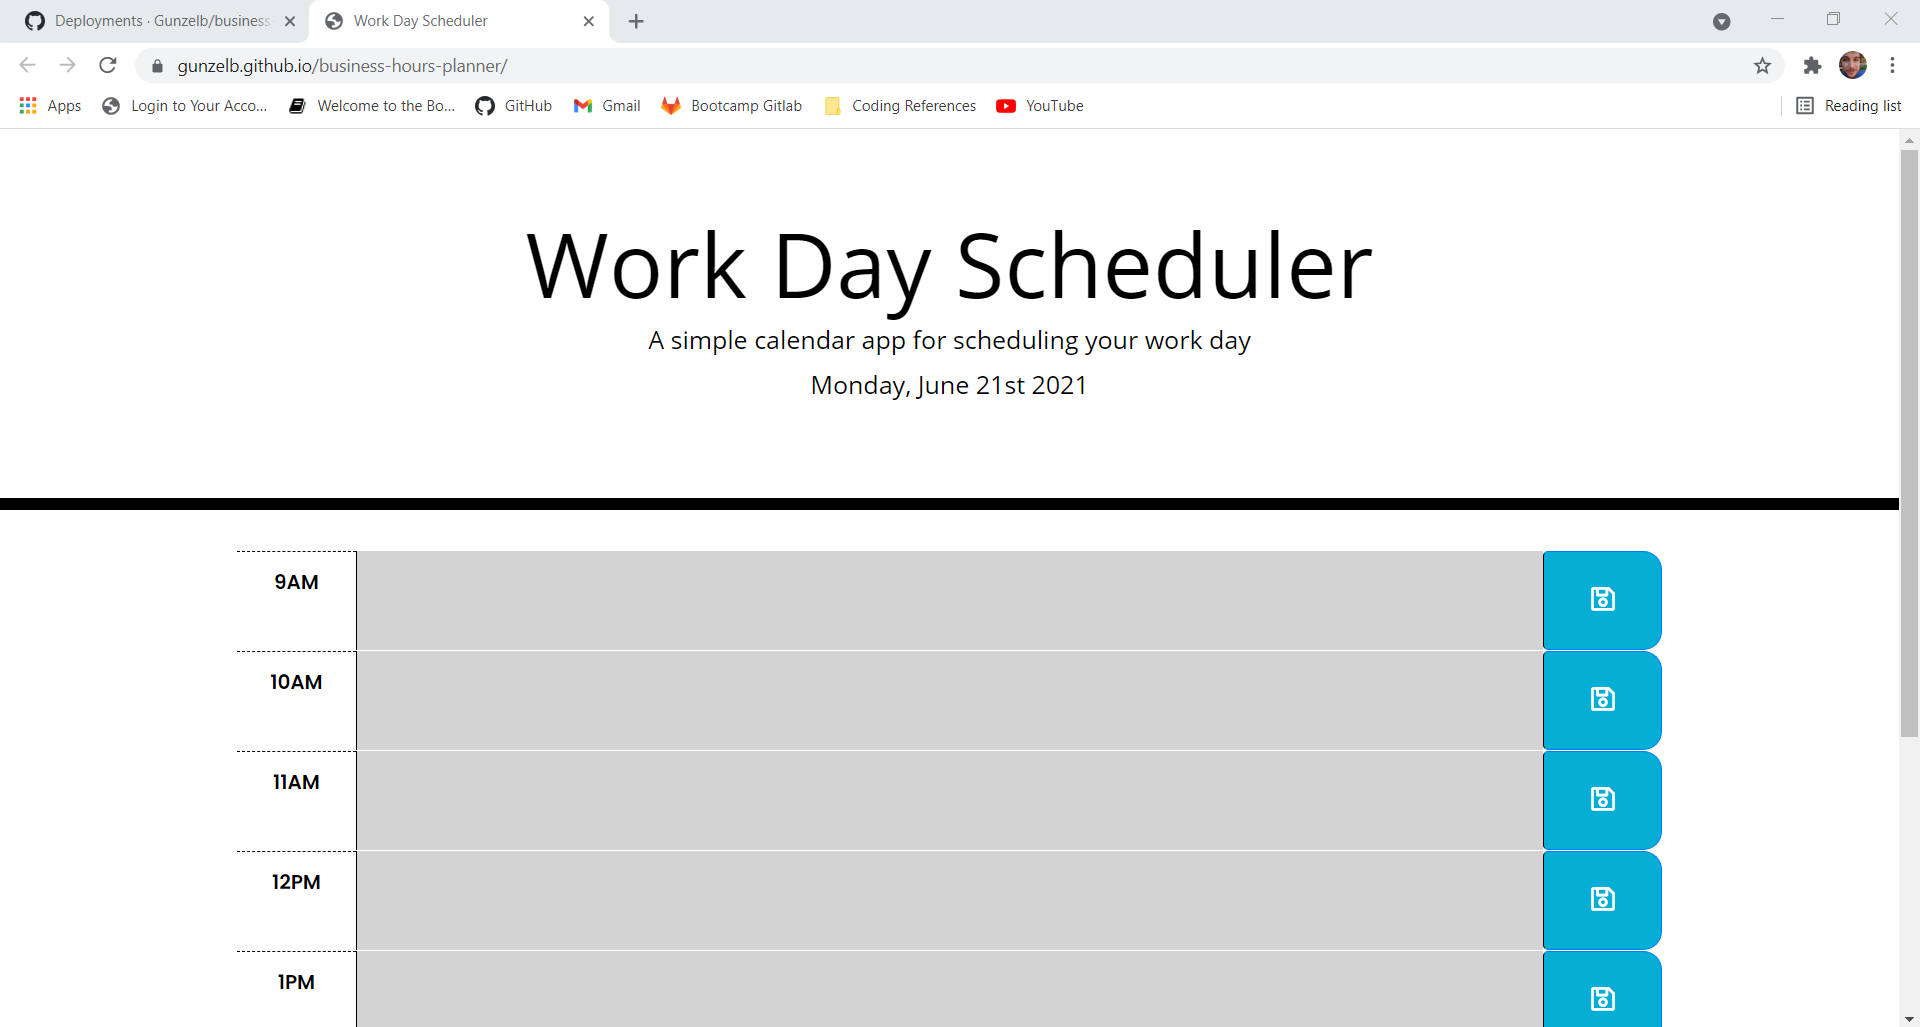 Deployments · Gunzelb/business
Work Day Scheduler
gunzelb.github.io/business-hours-planner/
Apps
Login to Your Acco...
Welcome to the Bo...
GitHub
Gmail
Bootcamp Gitlab
Coding References
YouTube
Reading list
Work Day Scheduler
A simple calendar app for scheduling your work day
Monday, June 21st 2021
9AM
10AM
11AM
12PM
1PM